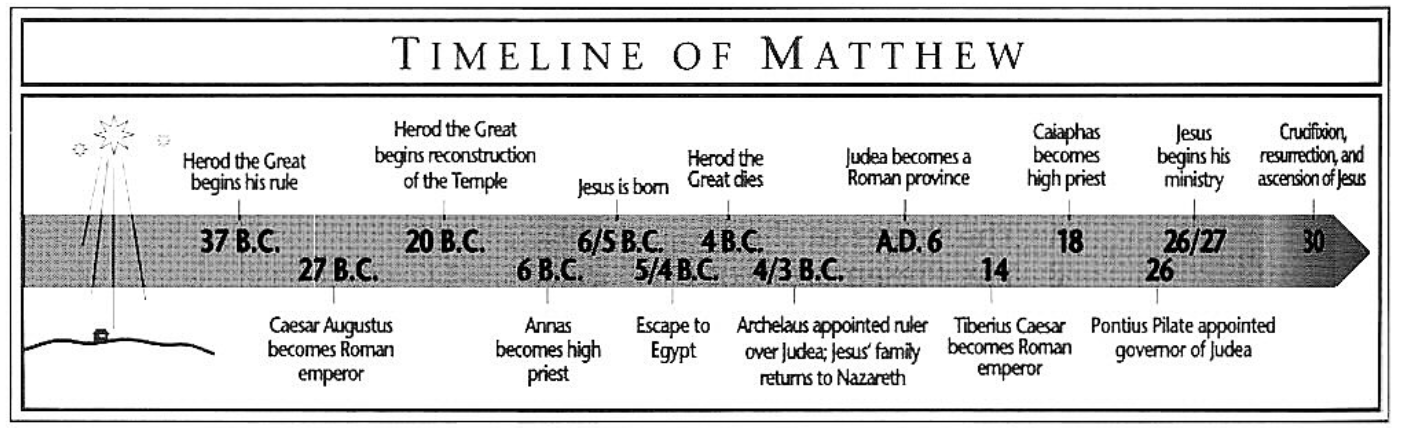 TIMELINE OF MATTHEW
Herod the Great
begins his rule
Herod the Great
begins reconstruction
of the Temple
Jesus is born
Herod the
Great dies
Judea becomes a
Roman province
Caiaphas
becomes
high priest
Jesus
begins his
ministry
Crucifixion,
resurrection, and
ascension of Jesus
37 B.C.
20 B.C.
6/5 B.C.
4 B.C.
A.D. 6
18
26/27
30
27 B.C.
6 B.C.
5/4 B.C.
4/3 B.C.
14
26
Caesar Augustus
becomes Roman
emperor
Annas
becomes high
priest
Escape to
Egypt
Archelaus appointed ruler
over Judea; Jesus' family
returns to Nazareth
Tiberius Caesar
becomes Roman
emperor
Pontius Pilate appointed
governor of Judea